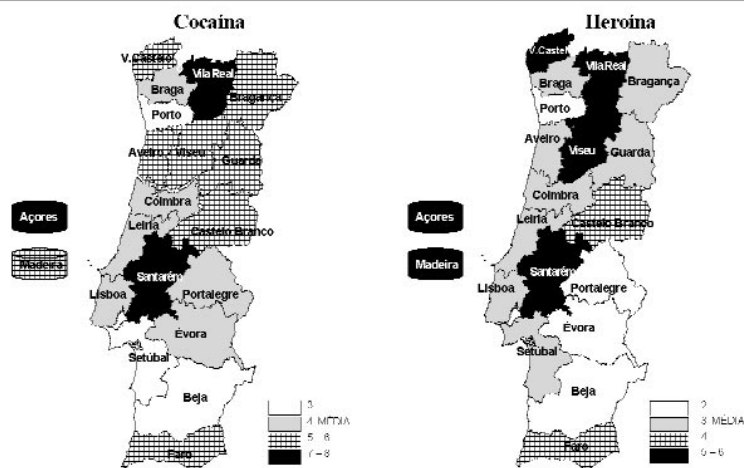 Cocaína
V.Castelo
Vila Real
Braga
Bragança
Porto
Aveiro
Viseu
Guarda
Coimbra
Leiria
Castelo Branco
Açores
Madeira
Santarém
Lisboa
Portalegre
Évora
Setúbal
Beja
Faro
3
4 MÉDIA
5 – 6
7 – 8
Heroína
V.Castel
Vila Real
Braga
Bragança
Porto
Aveiro
Viseu
Guarda
Coimbra
Leiria
Castelo Branco
Açores
Madeira
Santarém
Lisboa
Portalegre
Évora
Setúbal
Beja
Faro
2
3 MÉDIA
4
5 – 6